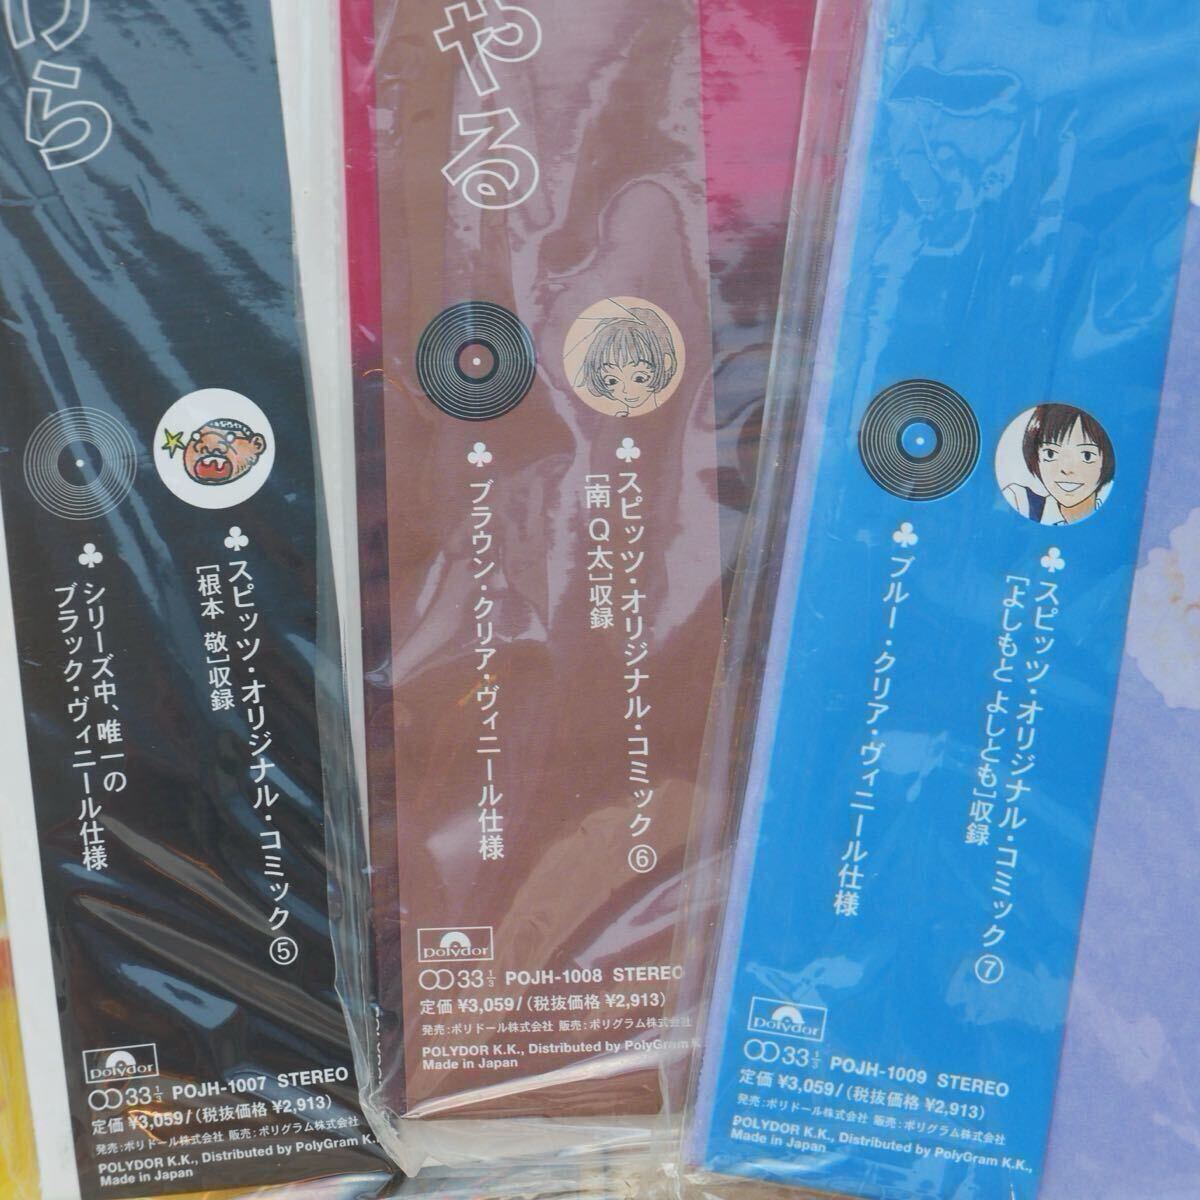 けら
♣スピッツ・オリジナル・コミック⑤
[根本 敬]収録
♣シリーズ中、唯一の
ブラック・ヴィニール仕様
polydor
33 1/3 POJH-1007 STEREO
定価 ¥3,059/(税抜価格 ¥2,913)
発売:ポリドール株式会社 販売:ポリグラム株式会社
POLYDOR K.K., Distributed by PolyGram K.K.,
Made in Japan
やる
♣スピッツ・オリジナル・コミック⑥
[南 Q 太]収録
♣ブラウン・クリア・ヴィニール仕様
polydor
33 1/3 POJH-1008 STEREO
定価 ¥3,059/(税抜価格 ¥2,913)
発売:ポリドール株式会社 販売:ポリグラム株式会社
POLYDOR K.K., Distributed by PolyGram K.
Made in Japan
♣スピッツ・オリジナル・コミック⑦
[よしもと よしとも]収録
♣ブルー・クリア・ヴィニール仕様
polydor
33 1/3 POJH-1009 STEREO
定価 ¥3,059/(税抜価格 ¥2,913)
発売:ポリドール株式会社 販売:ポリグラム株式会社
POLYDOR K.K., Distributed by PolyGram K.K.,
Made in Japan